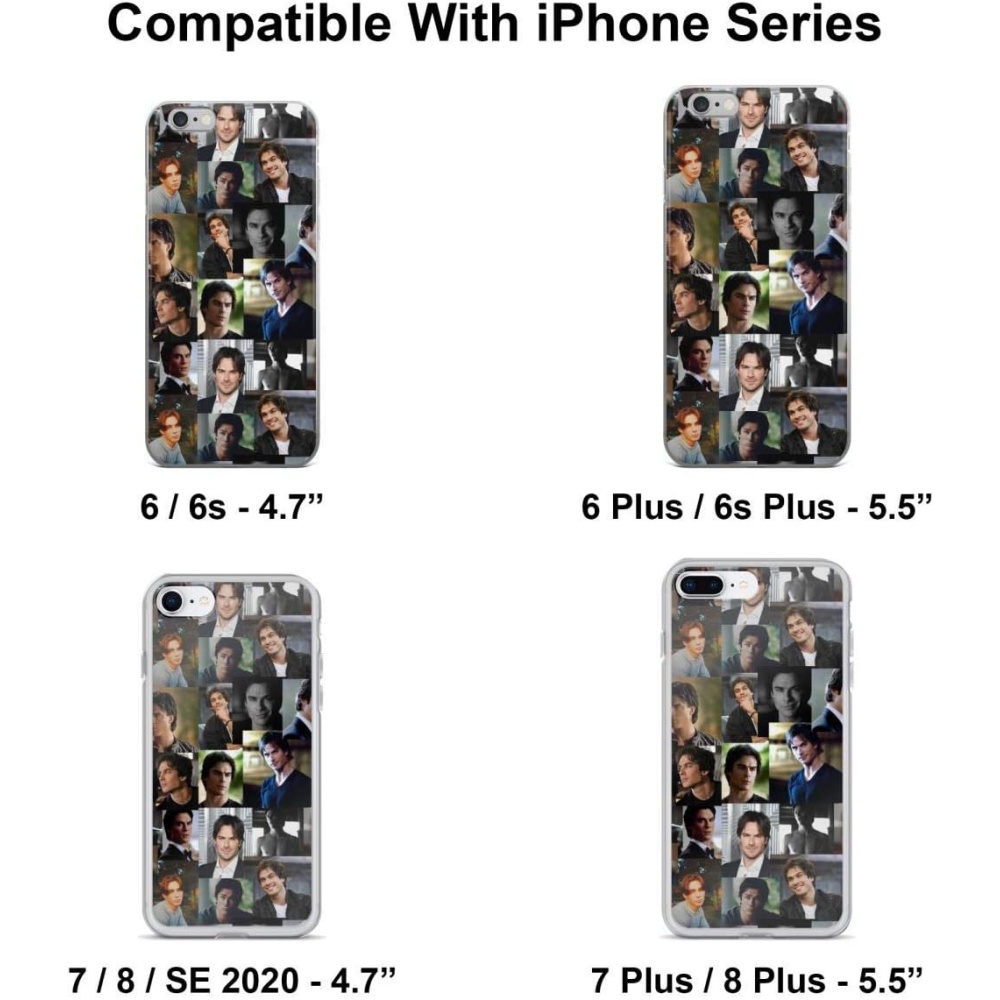 Compatible With iPhone Series
6 / 6s - 4.7”
6 Plus / 6s Plus - 5.5”
7 / 8 / SE 2020 - 4.7”
7 Plus / 8 Plus - 5.5”